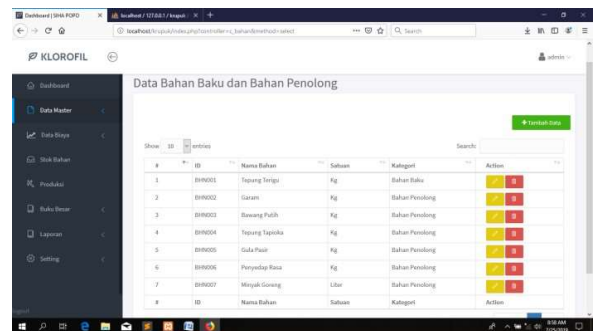 Dashboard | SIHA POPO
localhost / 127.0.0.1 / krupuk
localhost/krupuk/index.php?controller=c_bahan&method=select
Search
KLOROFIL
admin
Dashboard
Data Master
Data Biaya
Stok Bahan
Produksi
Buku Besar
Laporan
Setting
Data Bahan Baku dan Bahan Penolong
+ Tambah Data
Show 10 entries
Search:
# ID Nama Bahan Satuan Kategori Action
1 BHN001 Tepung Terigu Kg Bahan Baku
2 BHN002 Garam Kg Bahan Penolong
3 BHN003 Bawang Putih Kg Bahan Penolong
4 BHN004 Tepung Tapioka Kg Bahan Penolong
5 BHN005 Gula Pasir Kg Bahan Penolong
6 BHN006 Penyedap Rasa Kg Bahan Penolong
7 BHN007 Minyak Goreng Liter Bahan Penolong
# ID Nama Bahan Satuan Kategori Action